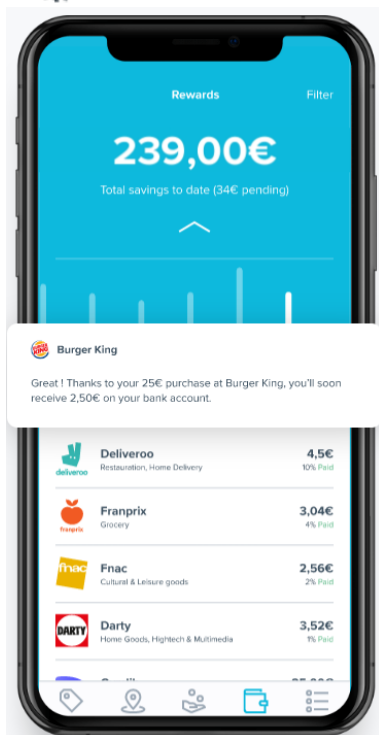 Rewards
Filter
239,00€
Total savings to date (34€ pending)
BURGER KING
Burger King
Great ! Thanks to your 25€ purchase at Burger King, you'll soon
receive 2,50€ on your bank account.
deliveroo
Deliveroo
4,5€
Restauration, Home Delivery
10% Paid
franprix
Franprix
3,04€
Grocery
4% Paid
fnac
Fnac
2,56€
Cultural & Leisure goods
2% Paid
DARTY
Darty
3,52€
Home Goods, Hightech & Multimedia
1% Paid